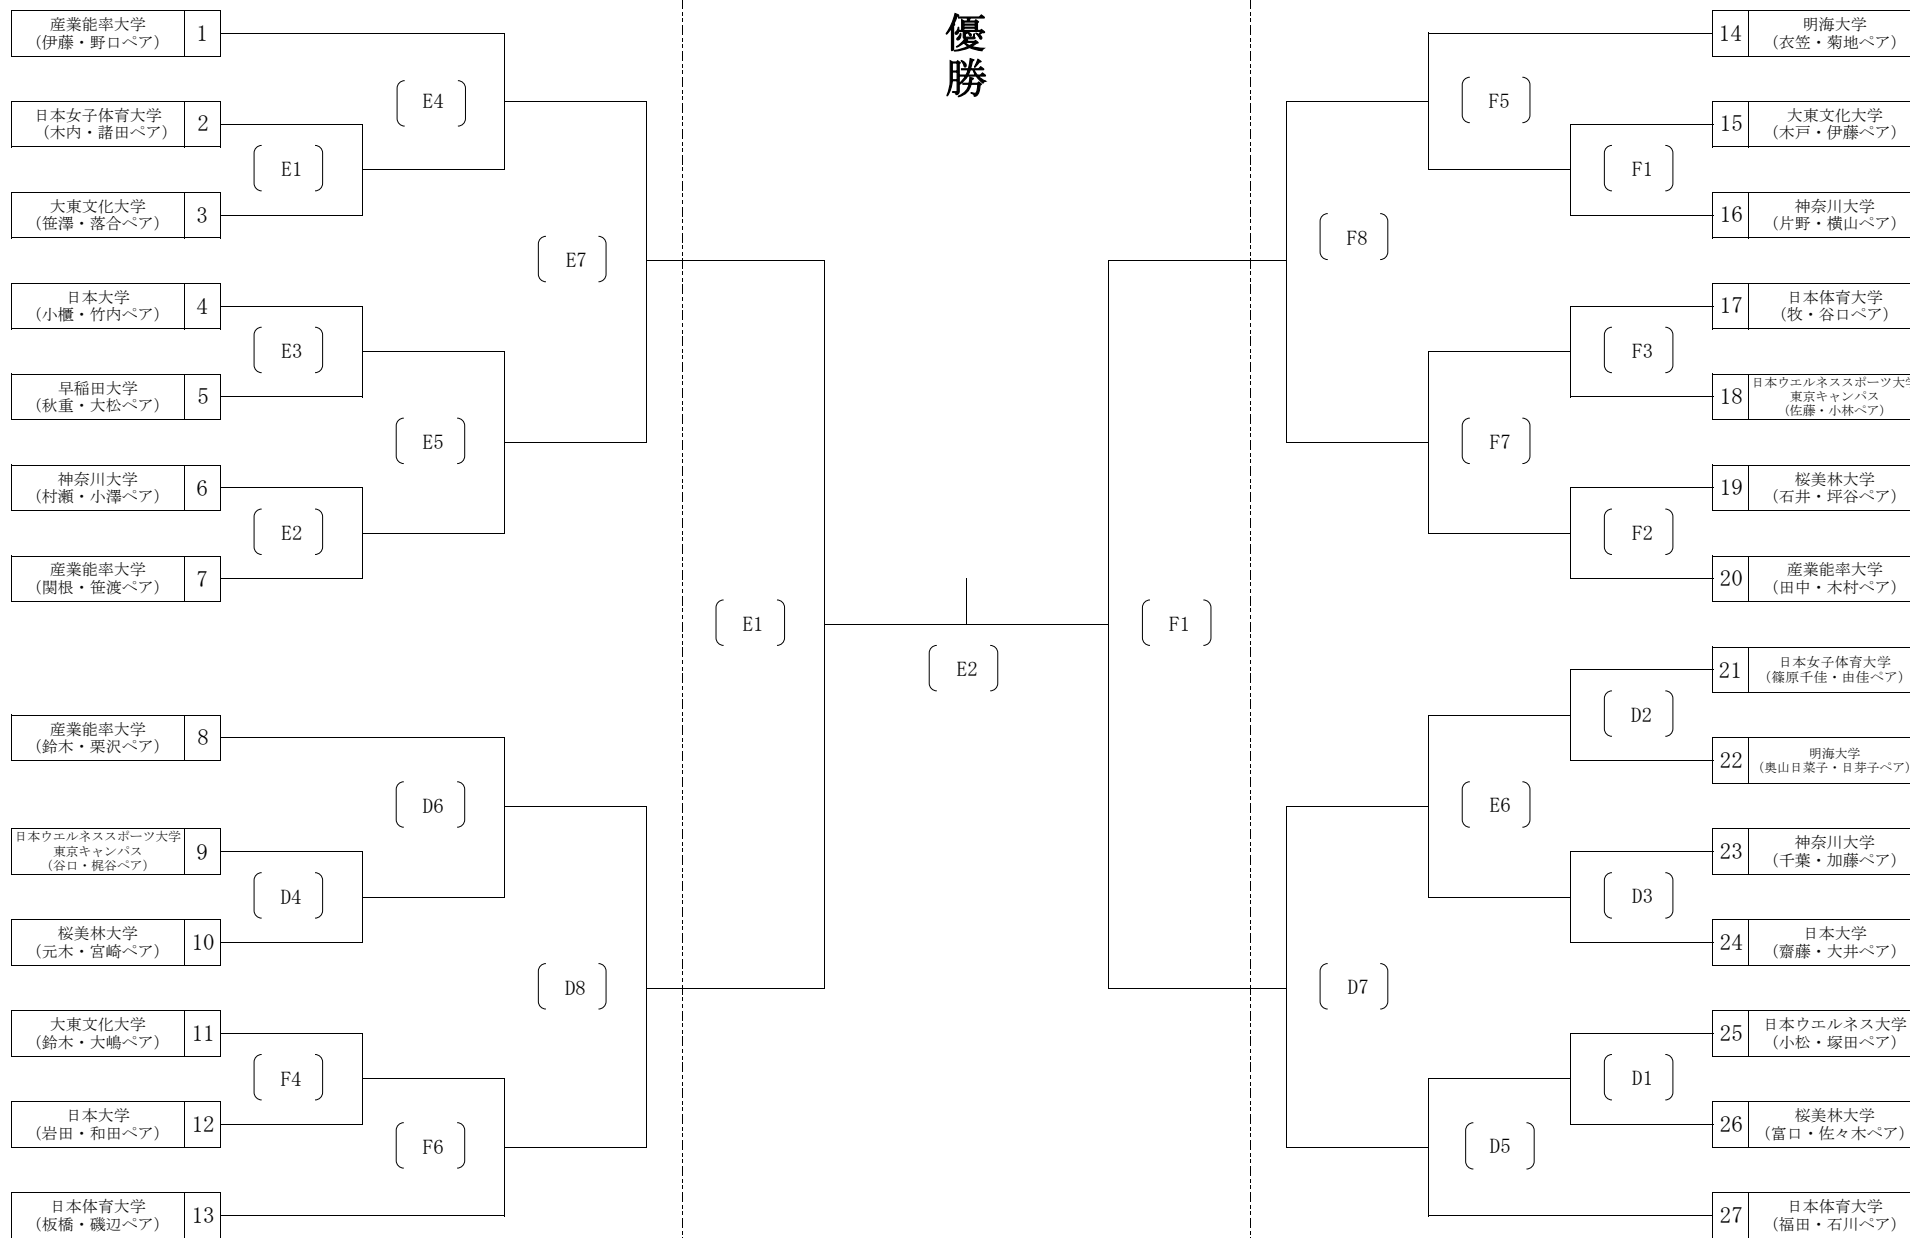 優
勝
産業能率大学
(伊藤・野口ペア)
1
日本女子体育大学
(木内・諸田ペア)
2
大東文化大学
(笹澤・落合ペア)
3
日本大学
(小櫃・竹内ペア)
4
早稲田大学
(秋重・大松ペア)
5
神奈川大学
(村瀬・小澤ペア)
6
産業能率大学
(関根・笹渡ペア)
7
産業能率大学
(鈴木・栗沢ペア)
8
日本ウエルネススポーツ大学
東京キャンパス
(谷口・梶谷ペア)
9
桜美林大学
(元木・宮崎ペア)
10
大東文化大学
(鈴木・大嶋ペア)
11
日本大学
(岩田・和田ペア)
12
日本体育大学
(板橋・磯辺ペア)
13
E4
E1
E7
E3
E5
E2
D6
D4
D8
F4
F6
E1
E2
F1
F5
F1
F8
F3
F7
F2
D2
E6
D3
D7
D1
D5
14
明海大学
(衣笠・菊地ペア)
15
大東文化大学
(木戸・伊藤ペア)
16
神奈川大学
(片野・横山ペア)
17
日本体育大学
(牧・谷口ペア)
18
日本ウエルネススポーツ大学
東京キャンパス
(佐藤・小林ペア)
19
桜美林大学
(石井・坪谷ペア)
20
産業能率大学
(田中・木村ペア)
21
日本女子体育大学
(篠原千佳・由佳ペア)
22
明海大学
(奥山日菜子・日芽子ペア)
23
神奈川大学
(千葉・加藤ペア)
24
日本大学
(齋藤・大井ペア)
25
日本ウエルネス大学
(小松・塚田ペア)
26
桜美林大学
(富口・佐々木ペア)
27
日本体育大学
(福田・石川ペア)